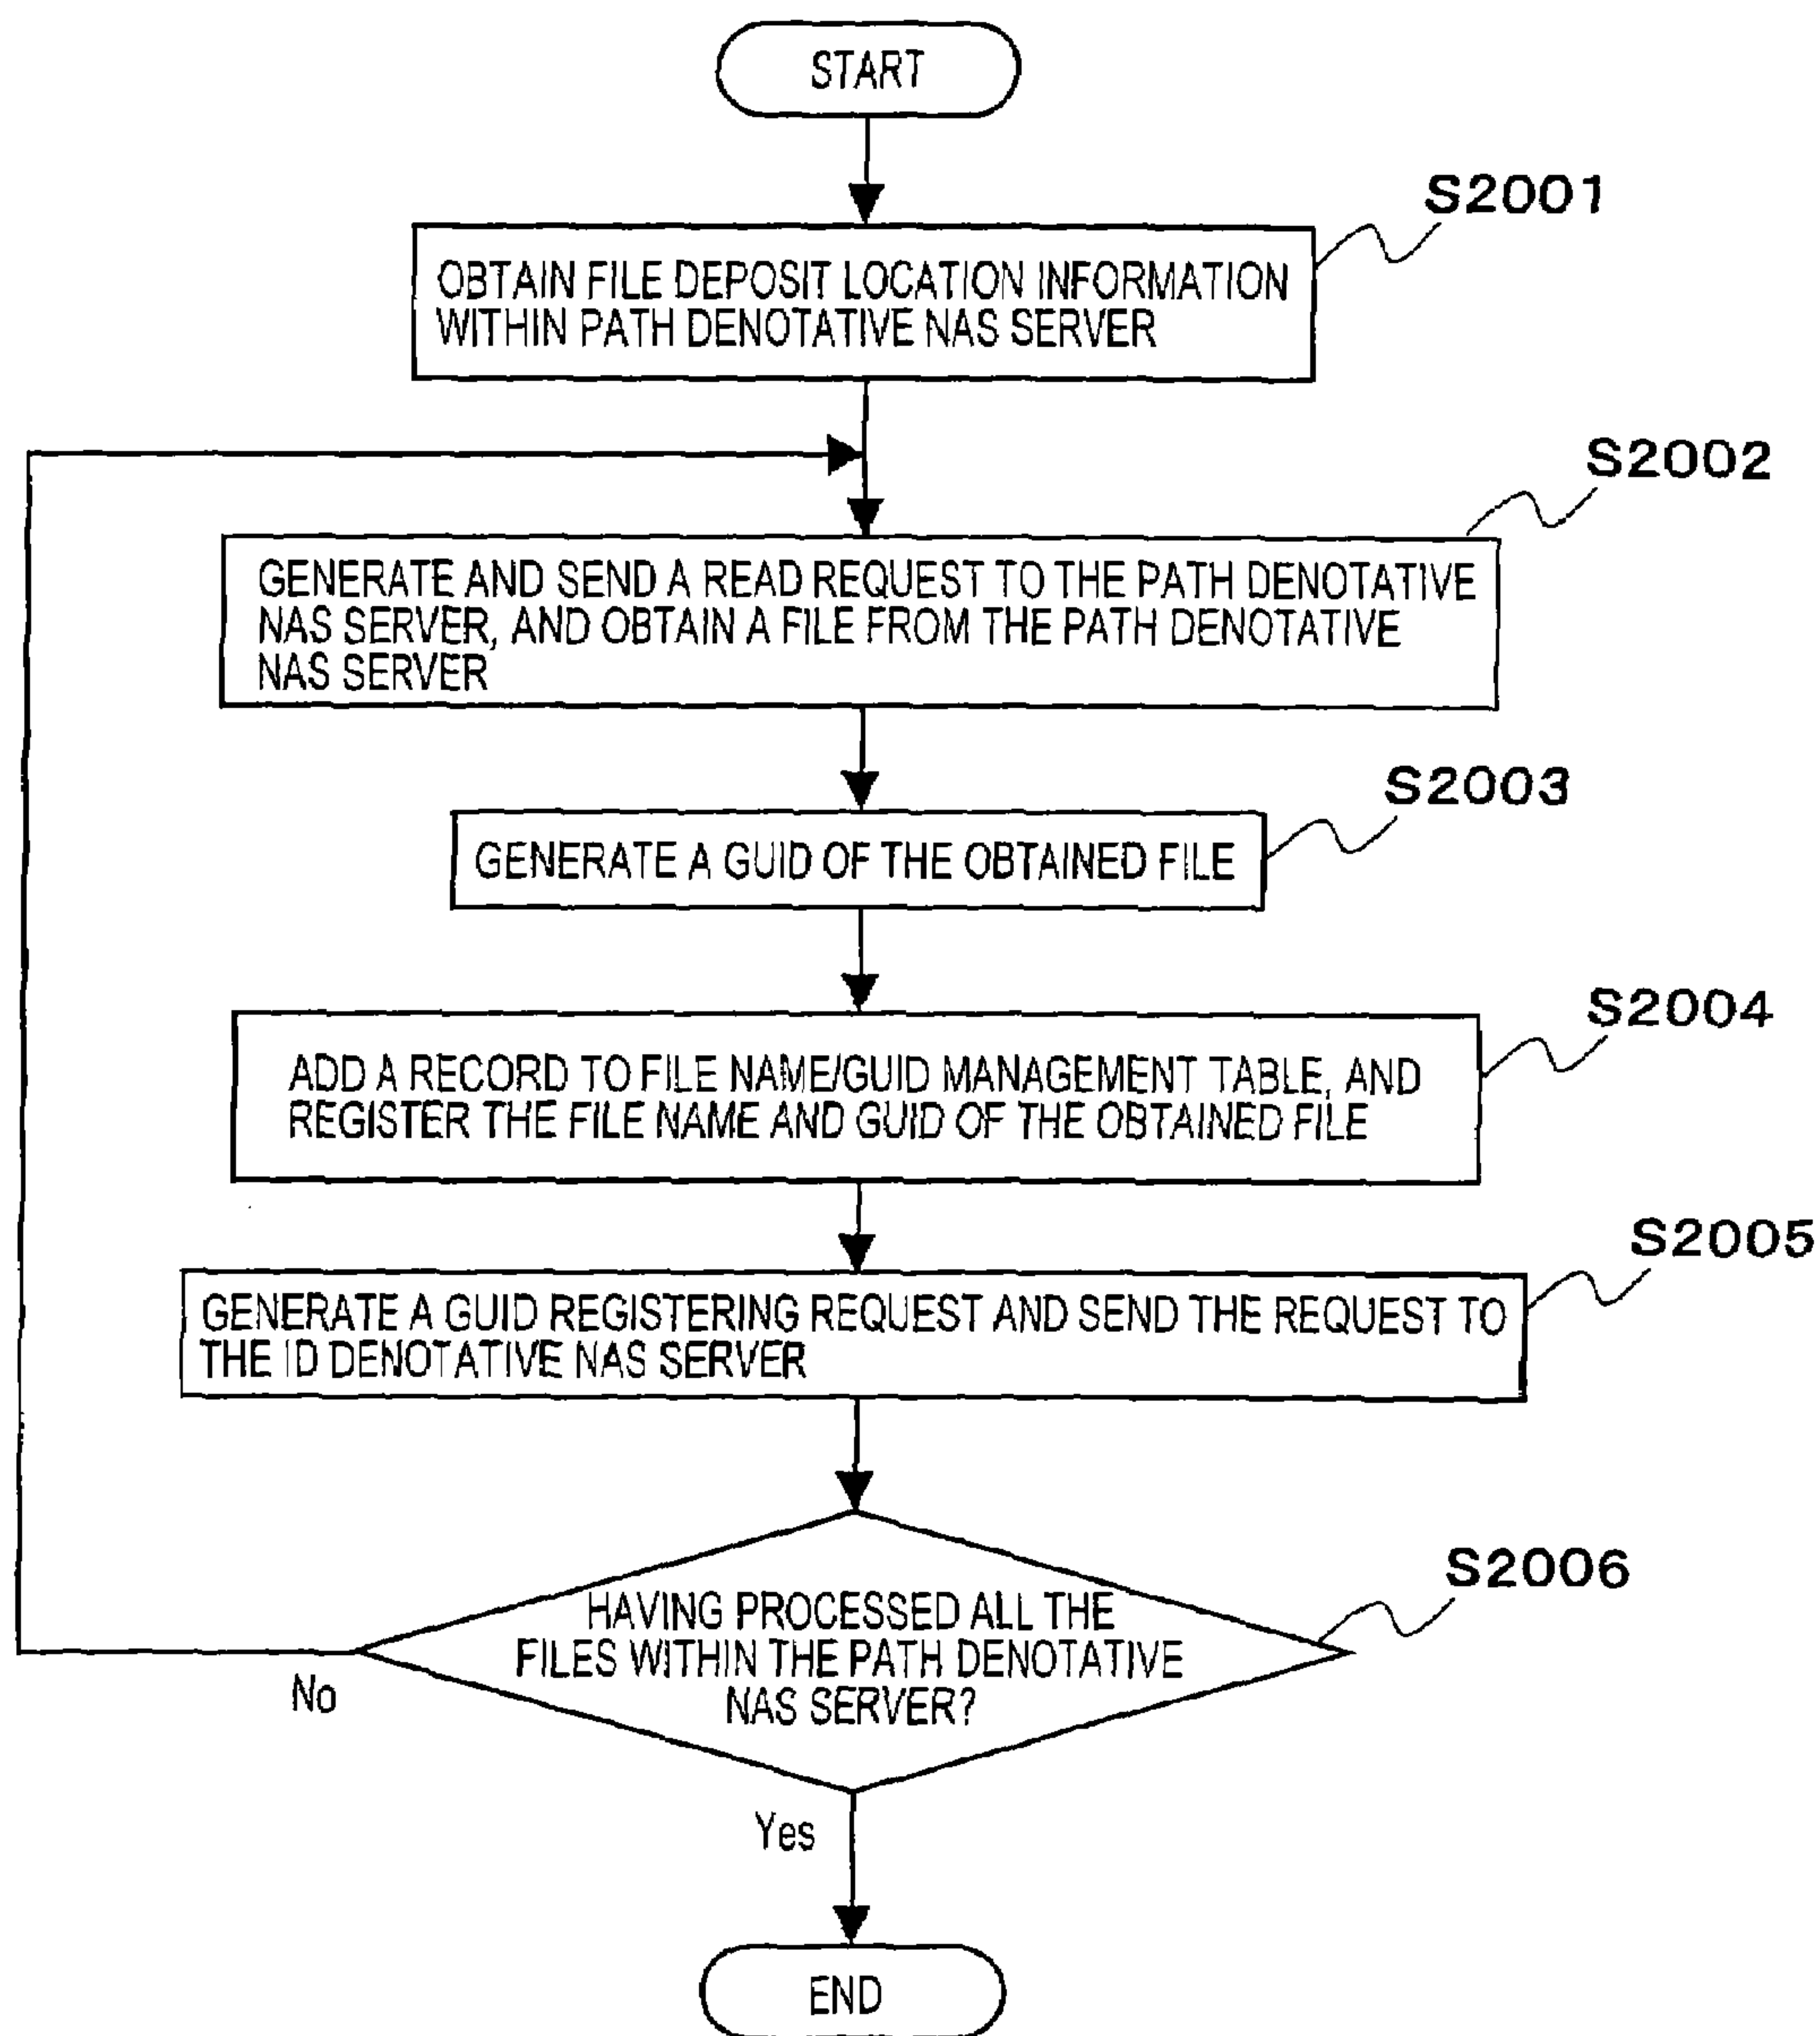 START
S2001
OBTAIN FILE DEPOSIT LOCATION INFORMATION
WITHIN PATH DENOTATIVE NAS SERVER
S2002
GENERATE AND SEND A READ REQUEST TO THE PATH DENOTATIVE
NAS SERVER, AND OBTAIN A FILE FROM THE PATH DENOTATIVE
NAS SERVER
S2003
GENERATE A GUID OF THE OBTAINED FILE
S2004
ADD A RECORD TO FILE NAME/GUID MANAGEMENT TABLE, AND
REGISTER THE FILE NAME AND GUID OF THE OBTAINED FILE
S2005
GENERATE A GUID REGISTERING REQUEST AND SEND THE REQUEST TO
THE ID DENOTATIVE NAS SERVER
S2006
HAVING PROCESSED ALL THE
FILES WITHIN THE PATH DENOTATIVE
NAS SERVER?
No
Yes
END